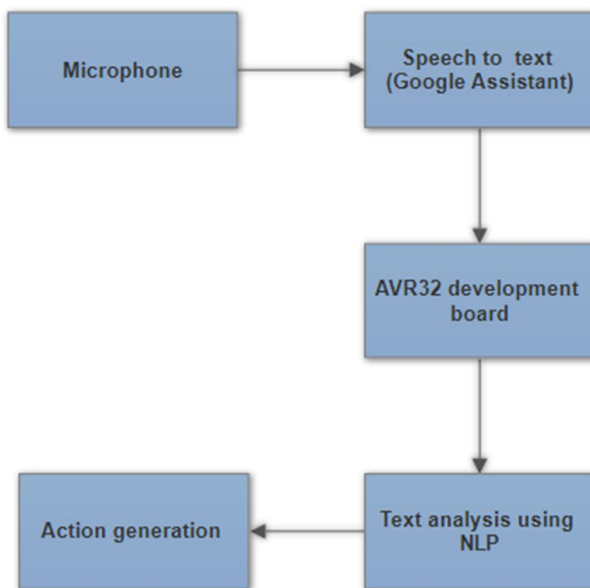 Microphone
Speech to text
(Google Assistant)
AVR32 development
board
Text analysis using
NLP
Action generation